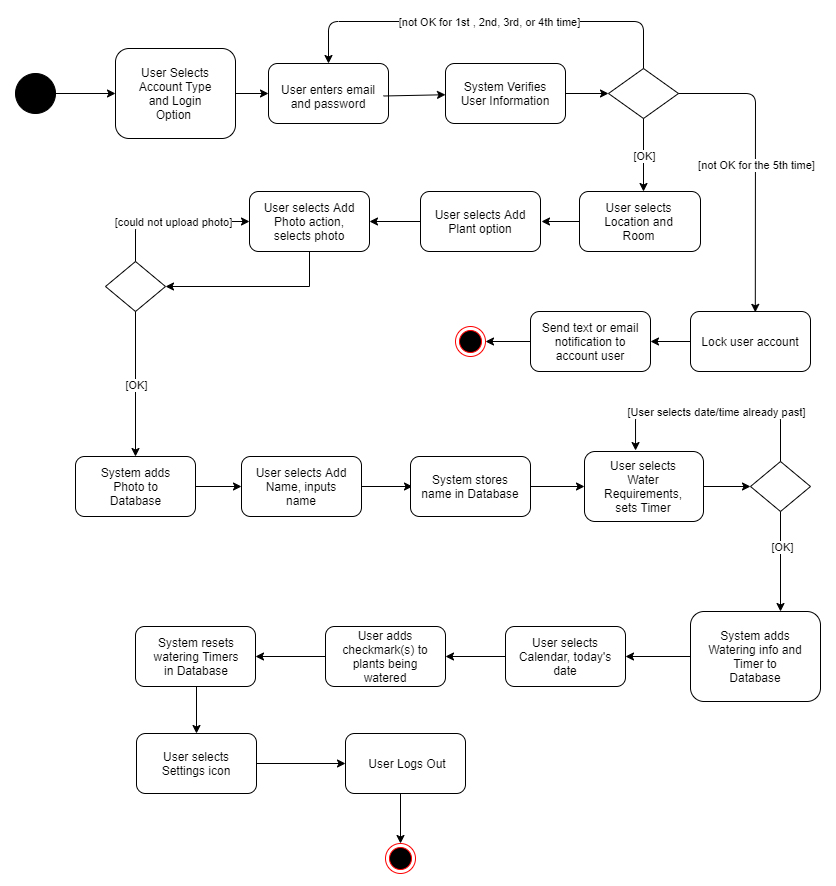 [not OK for 1st , 2nd, 3rd, or 4th time]
User Selects
Account Type
and Login
Option
User enters email
and password
System Verifies
User Information
[OK]
[not OK for the 5th time]
User selects
Location and
Room
User selects Add
Plant option
User selects Add
Photo action,
selects photo
[could not upload photo]
Lock user account
Send text or email
notification to
account user
[OK]
System adds
Photo to
Database
User selects Add
Name, inputs
name
System stores
name in Database
User selects
Water
Requirements,
sets Timer
[User selects date/time already past]
[OK]
System adds
Watering info and
Timer to
Database
User selects
Calendar, today's
date
User adds
checkmark(s) to
plants being
watered
System resets
watering Timers
in Database
User selects
Settings icon
User Logs Out